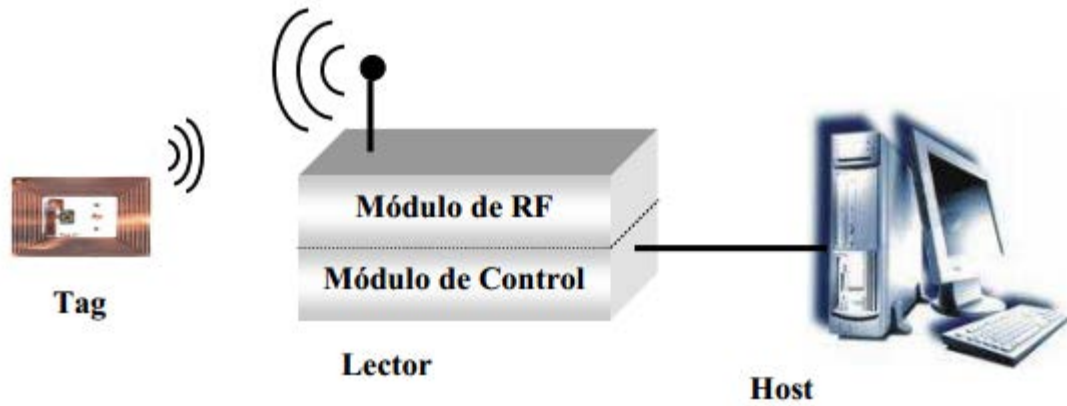 Módulo de RF
Módulo de Control
Tag
Lector
Host